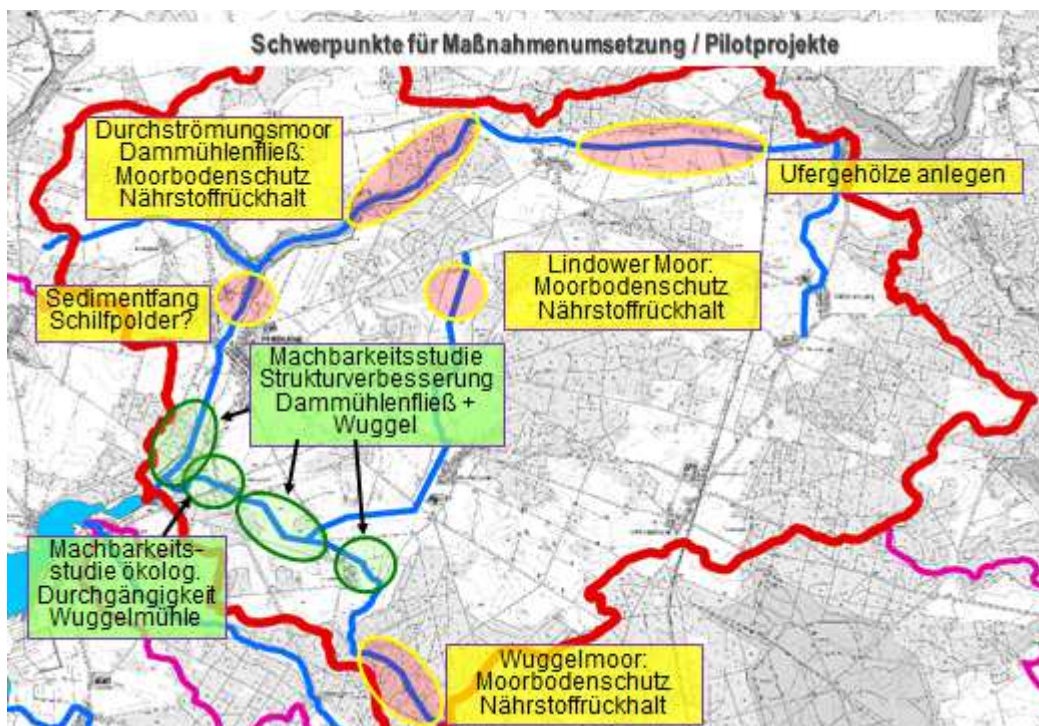 Schwerpunkte für Maßnahmenumsetzung / Pilotprojekte
Durchströmungsmoor
Dammühlenfließ:
Moorbodenschutz
Nährstoffrückhalt
Ufergehölze anlegen
Lindower Moor:
Moorbodenschutz
Nährstoffrückhalt
Sedimentfang
Schilfpolder?
Machbarkeitsstudie
Strukturverbesserung
Dammühlenfließ +
Wuggel
Machbarkeits-
studie ökolog.
Durchgängigkeit
Wuggelmühle
Wuggelmoor:
Moorbodenschutz
Nährstoffrückhalt